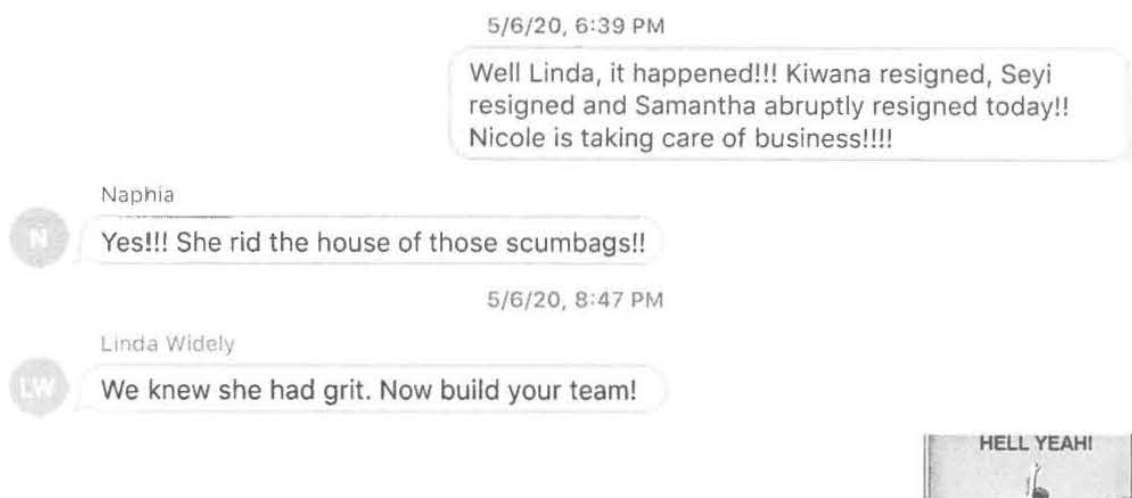 5/6/20, 6:39 PM
Well Linda, it happened!!! Kiwana resigned, Seyi
resigned and Samantha abruptly resigned today!!
Nicole is taking care of business!!!!
Naphia
N
Yes!!! She rid the house of those scumbags!!
5/6/20, 8:47 PM
Linda Widely
LW
We knew she had grit. Now build your team!
HELL YEAH!